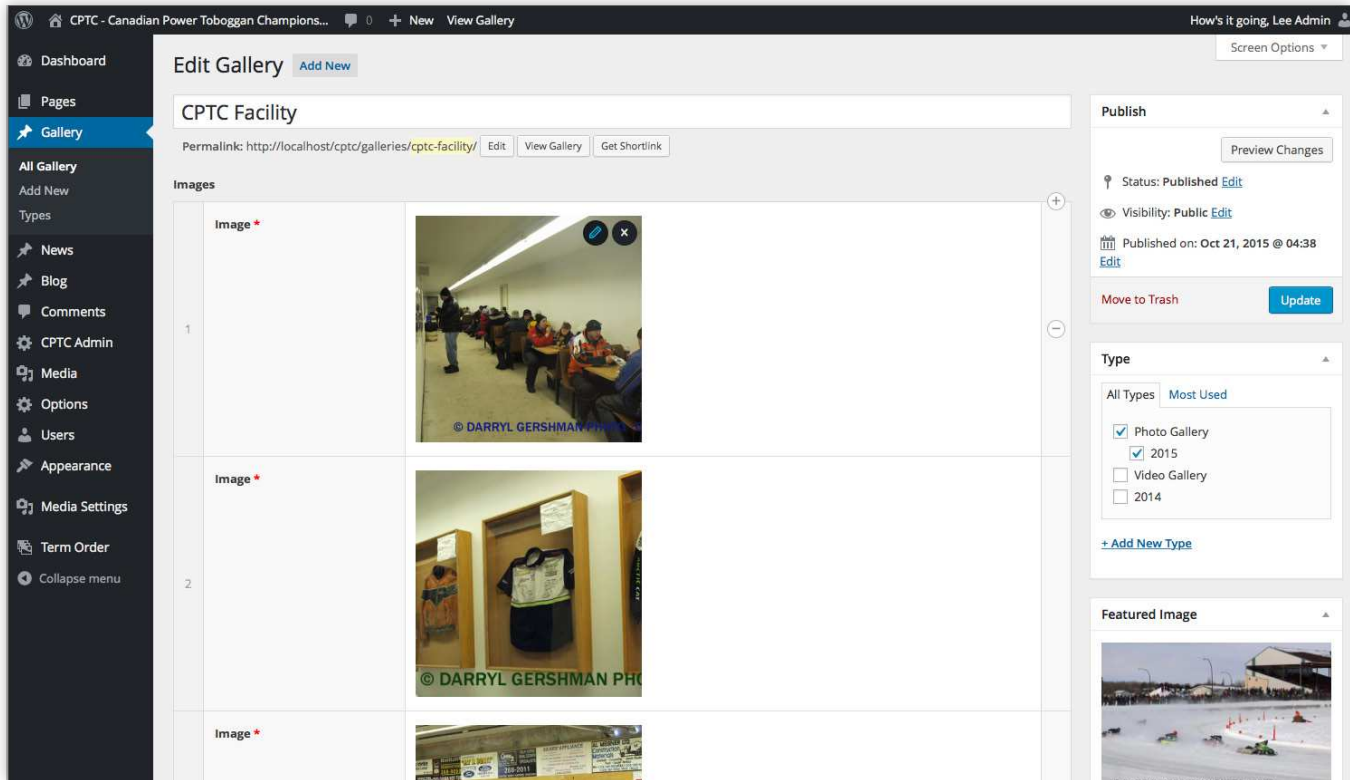 CPTC - Canadian Power Toboggan Champions... 0 + New View Gallery
How's it going, Lee Admin
Screen Options
Dashboard
Pages
Gallery
All Gallery
Add New
Types
News
Blog
Comments
CPTC Admin
Media
Options
Users
Appearance
Media Settings
Term Order
Collapse menu
Edit Gallery Add New
CPTC Facility
Permalink: http://localhost/cptc/galleries/cptc-facility/ Edit View Gallery Get Shortlink
Images
1
Image *
© DARRYL GERSHMAN PHOTO
2
Image *
© DARRYL GERSHMAN PHO
Image *
Publish
Preview Changes
Status: Published Edit
Visibility: Public Edit
Published on: Oct 21, 2015 @ 04:38
Edit
Move to Trash Update
Type
All Types Most Used
Photo Gallery
2015
Video Gallery
2014
+ Add New Type
Featured Image